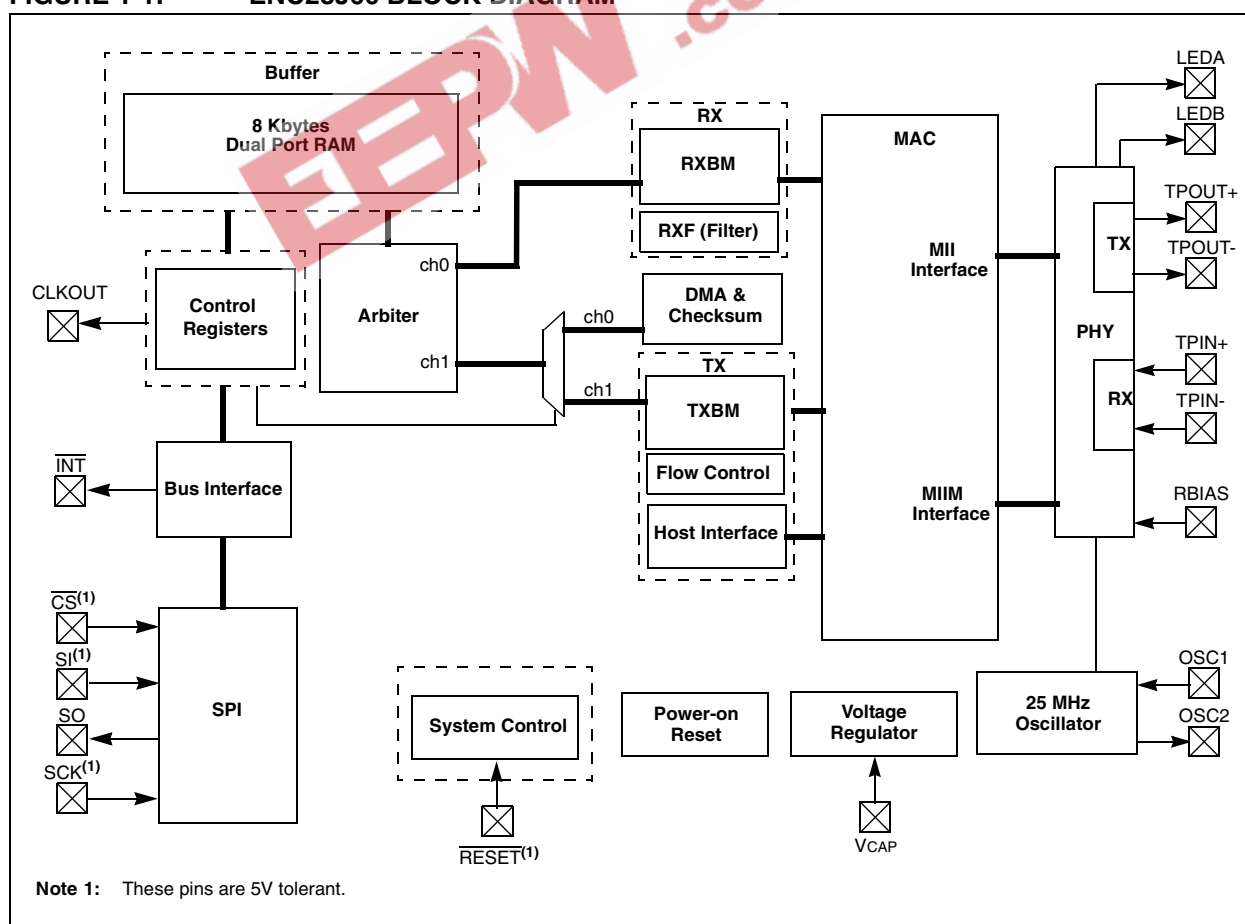 Buffer
8 Kbytes
Dual Port RAM
Control
Registers
CLKOUT
Arbiter
ch0
ch1
ch0
ch1
RX
RXBM
RXF (Filter)
DMA &
Checksum
TX
TXBM
Flow Control
Host Interface
MAC
MII
Interface
MIIM
Interface
PHY
TX
RX
LEDA
LEDB
TPOUT+
TPOUT-
TPIN+
TPIN-
RBIAS
INT
Bus Interface
CS(1)
SI(1)
SO
SCK(1)
SPI
System Control
RESET(1)
Power-on
Reset
Voltage
Regulator
VCAP
25 MHz
Oscillator
OSC1
OSC2
Note 1: These pins are 5V tolerant.
EEPW